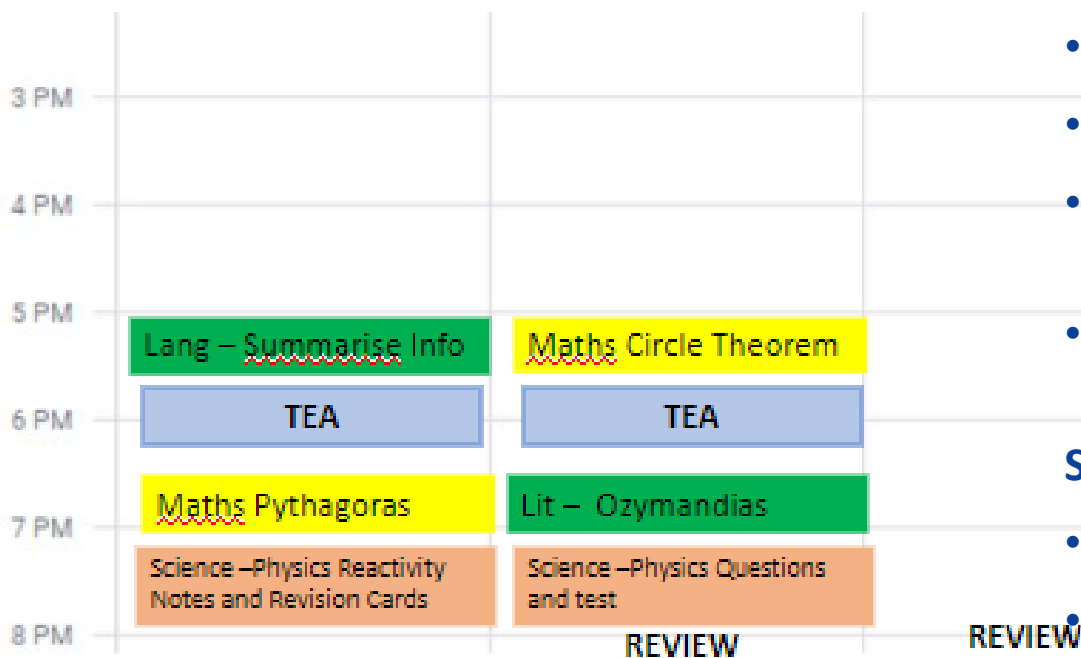 3 PM
4 PM
5 PM
Lang – Summarise Info
Maths Circle Theorem
TEA
TEA
6 PM
Maths Pythagoras
Lit – Ozymandias
7 PM
Science –Physics Reactivity
Notes and Revision Cards
Science –Physics Questions
and test
8 PM
REVIEW
REVIEW
S